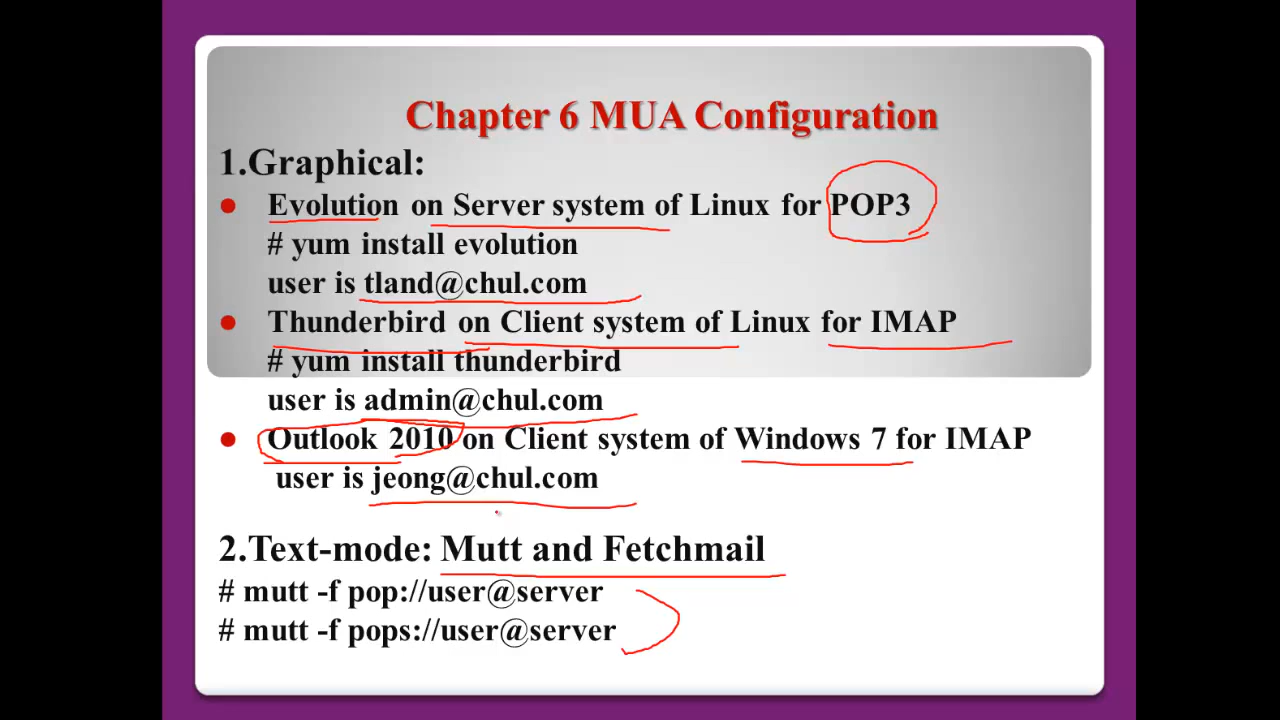 Chapter 6 MUA Configuration
1.Graphical:
● Evolution on Server system of Linux for POP3
# yum install evolution
user is tland@chul.com
● Thunderbird on Client system of Linux for IMAP
# yum install thunderbird
user is admin@chul.com
● Outlook 2010 on Client system of Windows 7 for IMAP
user is jeong@chul.com
2.Text-mode: Mutt and Fetchmail
# mutt -f pop://user@server
# mutt -f pops://user@server